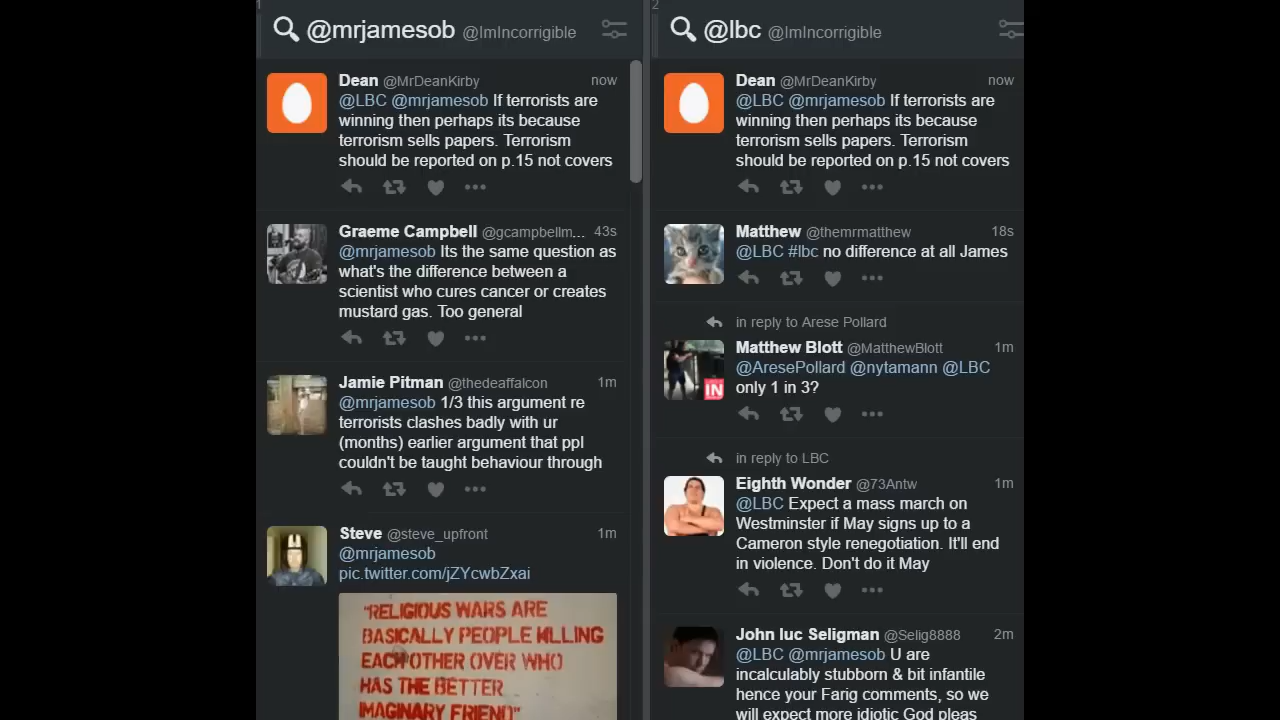 1
@mrjamesob @ImIncorrigible
Dean @MrDeanKirby now
@LBC @mrjamesob If terrorists are
winning then perhaps its because
terrorism sells papers. Terrorism
should be reported on p.15 not covers
Graeme Campbell @gcampbellm... 43s
@mrjamesob Its the same question as
what's the difference between a
scientist who cures cancer or creates
mustard gas. Too general
Jamie Pitman @thedeaffalcon 1m
@mrjamesob 1/3 this argument re
terrorists clashes badly with ur
(months) earlier argument that ppl
couldn't be taught behaviour through
Steve @steve_upfront 1m
@mrjamesob
pic.twitter.com/jZYcwbZxai
"RELIGIOUS WARS ARE
BASICALLY PEOPLE KILLING
EACH OTHER OVER WHO
HAS THE BETTER
IMAGINARY FRIEND"
2
@lbc @ImIncorrigible
Dean @MrDeanKirby now
@LBC @mrjamesob If terrorists are
winning then perhaps its because
terrorism sells papers. Terrorism
should be reported on p.15 not covers
Matthew @themrmatthew 18s
@LBC #lbc no difference at all James
in reply to Arese Pollard
Matthew Blott @MatthewBlott 1m
@AresePollard @nytamann @LBC
only 1 in 3?
IN
in reply to LBC
Eighth Wonder @73Antw 1m
@LBC Expect a mass march on
Westminster if May signs up to a
Cameron style renegotiation. It'll end
in violence. Don't do it May
John luc Seligman @Selig8888 2m
@LBC @mrjamesob U are
incalculably stubborn & bit infantile
hence your Farig comments, so we
will expect more idiotic God pleas